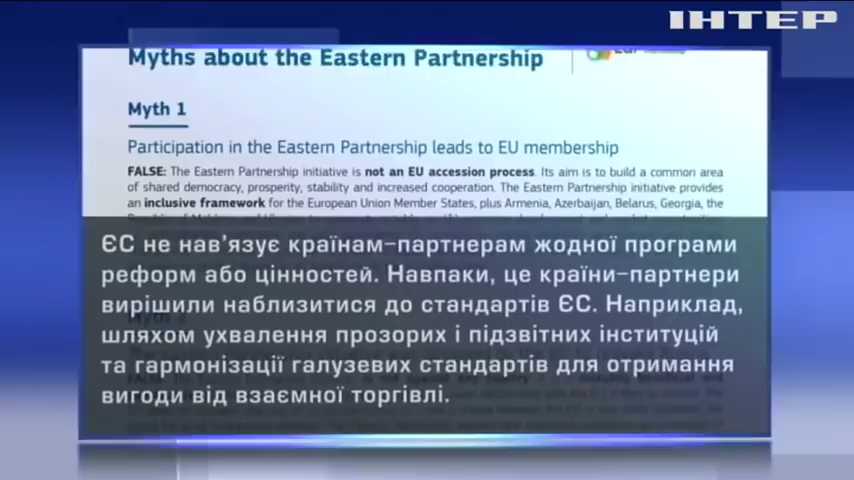 ІНТЕР
Myths about the Eastern Partnership
Myth 1
Participation in the Eastern Partnership leads to EU membership
FALSE: The Eastern Partnership initiative is not an EU accession process. Its aim is to build a common area
of shared democracy, prosperity, stability and increased cooperation. The Eastern Partnership initiative provides
an inclusive framework for the European Union Member States, plus Armenia, Azerbaijan, Belarus, Georgia, the
ЄС не нав'язує країнам-партнерам жодної програми
реформ або цінностей. Навпаки, це країни-партнери
вирішили наблизитися до стандартів ЄС. Наприклад,
шляхом ухвалення прозорих і підзвітних інституцій
та гармонізації галузевих стандартів для отримання
вигоди від взаємної торгівлі.